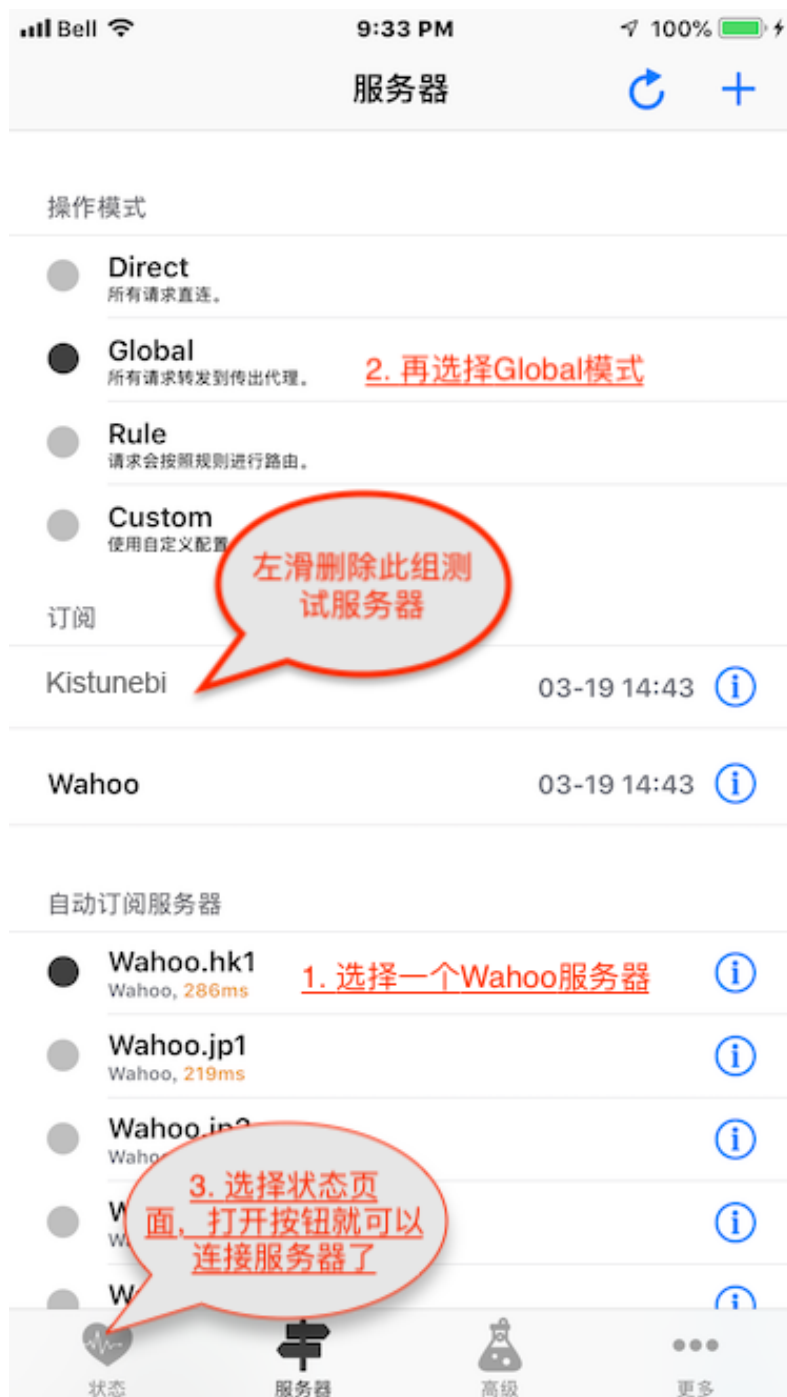 Bell 9:33 PM 100%
服务器
操作模式
Direct
所有请求直连。
Global
所有请求转发到传出代理。
2. 再选择Global模式
Rule
请求会按照规则进行路由。
Custom
使用自定义配置
左滑删除此组测
试服务器
订阅
Kistunebi 03-19 14:43
Wahoo 03-19 14:43
自动订阅服务器
Wahoo.hk1
Wahoo, 286ms
1. 选择一个Wahoo服务器
Wahoo.jp1
Wahoo, 219ms
3. 选择状态页
面，打开按钮就可以
连接服务器了
状态 服务器 高级 更多